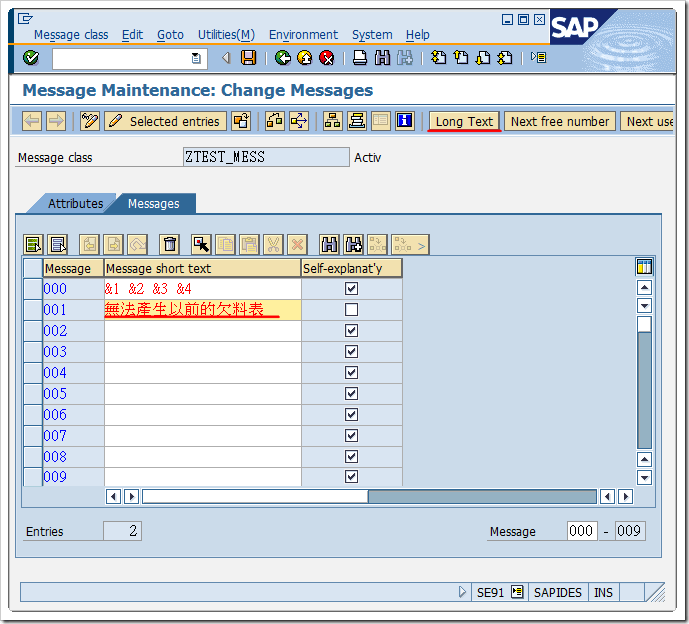 Message class Edit Goto Utilities(M) Environment System Help
SAP
Message Maintenance: Change Messages
Selected entries Long Text Next free number Next use
Message class ZTEST_MESS Activ
Attributes Messages
Message Message short text Self-explanat'y
000 &1 &2 &3 &4
001 無法產生以前的欠料表
002
003
004
005
006
007
008
009
Entries 2 Message 000 - 009
SE91 SAPIDES INS